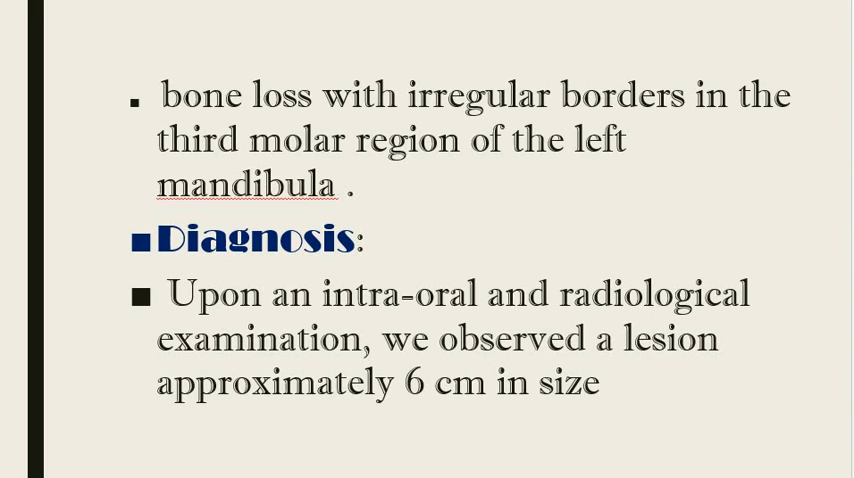 ▪ bone loss with irregular borders in the
third molar region of the left
mandibula .
■Diagnosis:
■ Upon an intra-oral and radiological
examination, we observed a lesion
approximately 6 cm in size